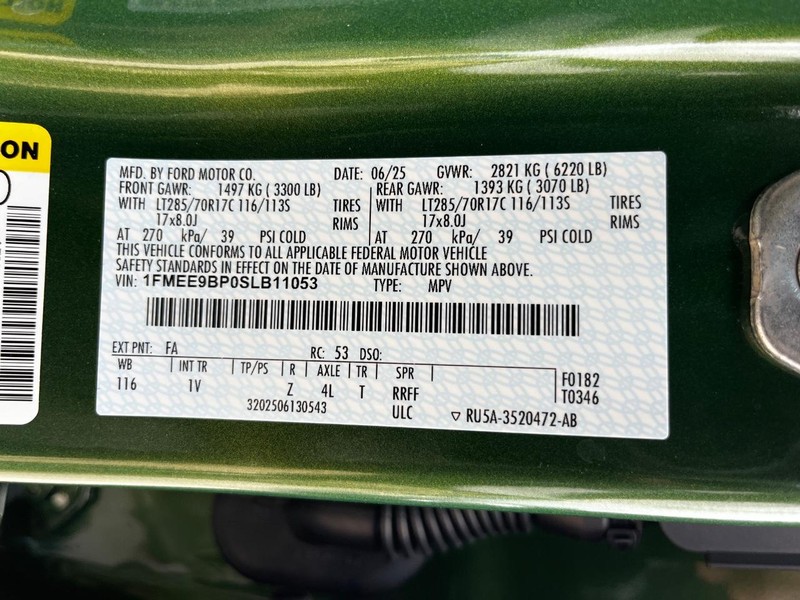 ON
MFD. BY FORD MOTOR CO. DATE: 06/25 GVWR: 2821 KG ( 6220 LB)
FRONT GAWR: 1497 KG ( 3300 LB) REAR GAWR: 1393 KG ( 3070 LB)
WITH LT285/70R17C 116/113S TIRES WITH LT285/70R17C 116/113S TIRES
17x8.0J RIMS 17x8.0J RIMS
AT 270 kPa/ 39 PSI COLD AT 270 kPa/ 39 PSI COLD
THIS VEHICLE CONFORMS TO ALL APPLICABLE FEDERAL MOTOR VEHICLE
SAFETY STANDARDS IN EFFECT ON THE DATE OF MANUFACTURE SHOWN ABOVE.
VIN: 1FMEE9BP0SLB11053 TYPE: MPV
EXT PNT: FA RC: 53 DSO:
WB INT TR TP/PS R AXLE TR SPR F0182
116 1V Z 4L T RRFF T0346
3202506130543 ULC ▽ RU5A-3520472-AB